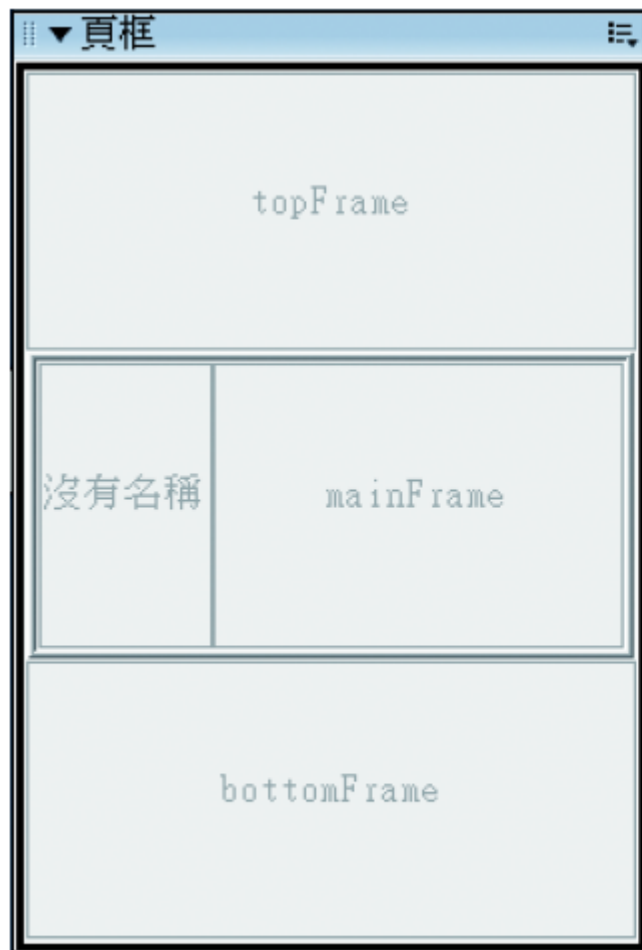 頁框
topFrame
沒有名稱 mainFrame
bottomFrame